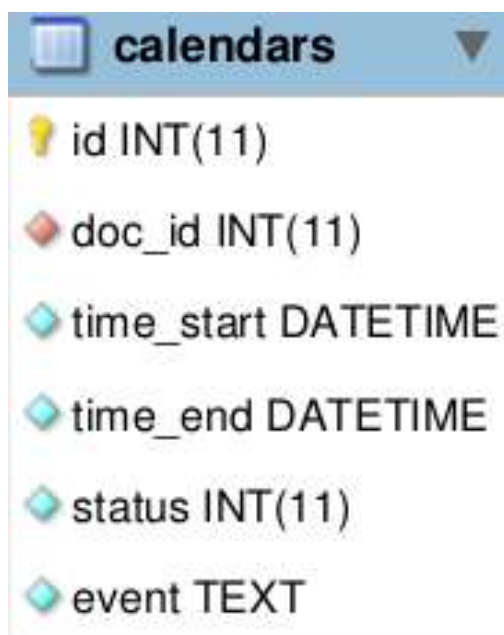 calendars
id INT(11)
doc_id INT(11)
time_start DATETIME
time_end DATETIME
status INT(11)
event TEXT